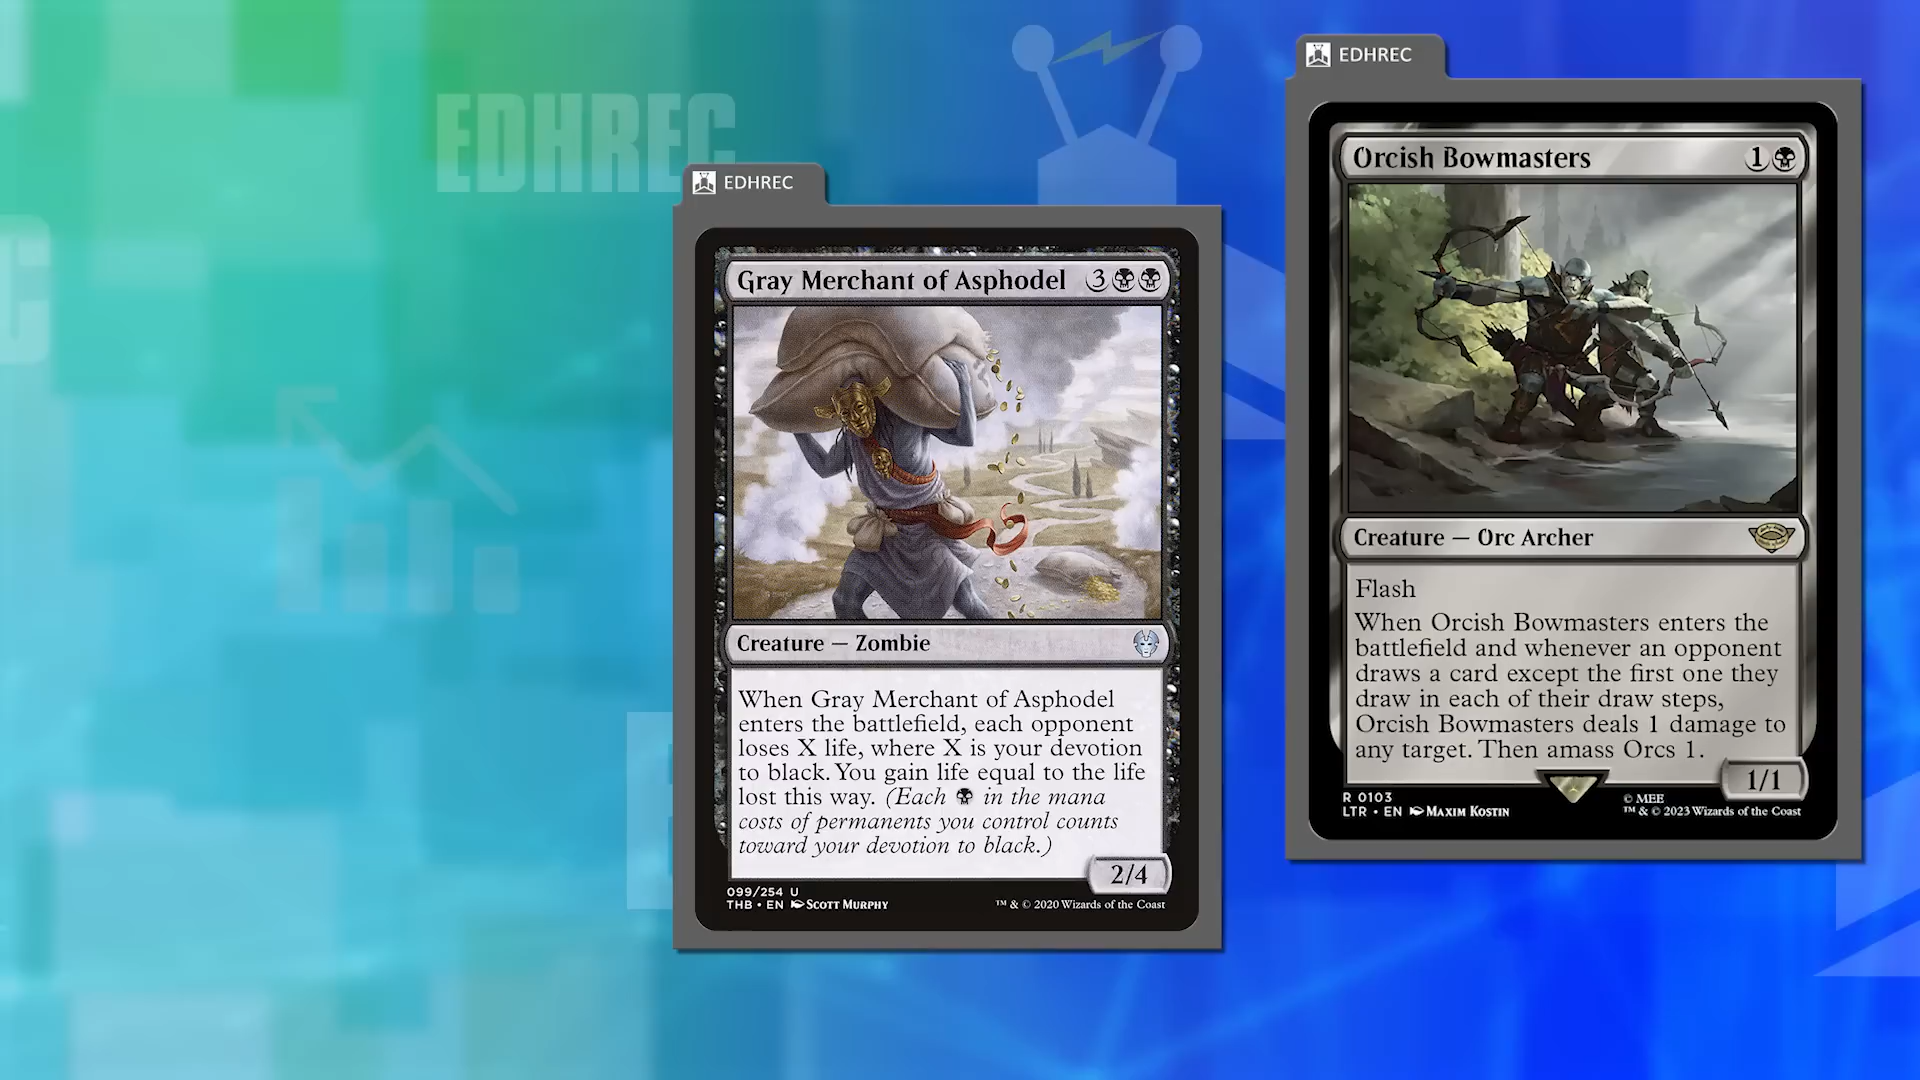 EDHREC
EDHREC
Gray Merchant of Asphodel 3
Creature — Zombie
When Gray Merchant of Asphodel
enters the battlefield, each opponent
loses X life, where X is your devotion
to black. You gain life equal to the life
lost this way. (Each in the mana
costs of permanents you control counts
toward your devotion to black.)
2/4
099/254 U
THB • EN Scott Murphy
™ & © 2020 Wizards of the Coast
EDHREC
Orcish Bowmasters 1
Creature — Orc Archer
Flash
When Orcish Bowmasters enters the
battlefield and whenever an opponent
draws a card except the first one they
draw in each of their draw steps,
Orcish Bowmasters deals 1 damage to
any target. Then amass Orcs 1.
1/1
R 0103
LTR • EN Maxim Kostin
© MEE
™ & © 2023 Wizards of the Coast